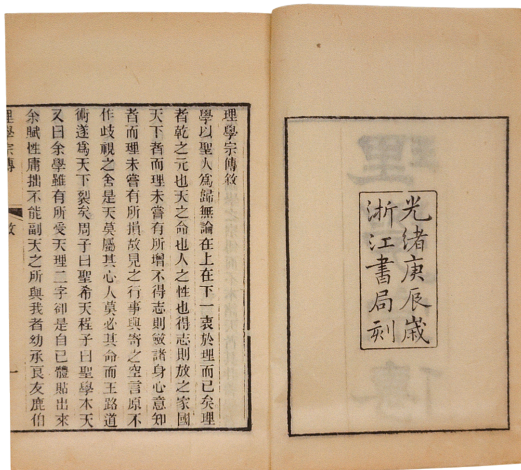 光緒庚辰歲
浙江書局刻
理學宗傳敘
學以聖人為歸無論在上在下一衷於理而已矣理
者乾之元也天之命也人之性也得志則放之家國
天下者而理未嘗有所增不得志則斂諸身心意知
者而理未嘗有所損故見之行事與寄之空言原不
作歧視之舍是天莫屬其心人莫必其命而王路道
術遂為天下裂矣周子曰聖希天程子曰聖學本天
又曰余學雖有所受天理二字卻是自己體貼出來
余賦性庸拙不能副天之所與我者幼承良友鹿伯
理學宗傳
敘
一